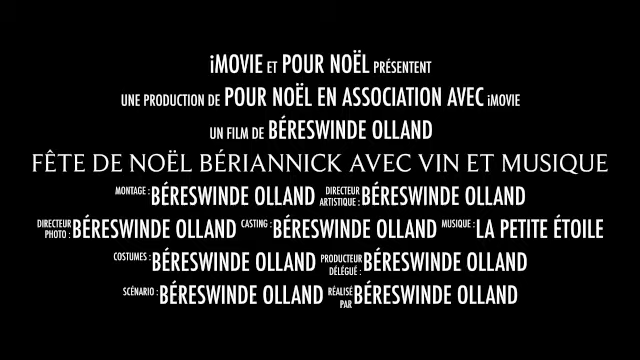 iMOVIE ET POUR NOËL PRÉSENTENT
UNE PRODUCTION DE POUR NOËL EN ASSOCIATION AVEC iMOVIE
UN FILM DE BÉRESWINDE OLLAND
FÊTE DE NOËL BÉRIANNICK AVEC VIN ET MUSIQUE
MONTAGE : BÉRESWINDE OLLAND DIRECTEUR ARTISTIQUE : BÉRESWINDE OLLAND
DIRECTEUR PHOTO : BÉRESWINDE OLLAND CASTING : BÉRESWINDE OLLAND MUSIQUE : LA PETITE ÉTOILE
COSTUMES : BÉRESWINDE OLLAND PRODUCTEUR DÉLÉGUÉ : BÉRESWINDE OLLAND
SCÉNARIO : BÉRESWINDE OLLAND RÉALISÉ PAR BÉRESWINDE OLLAND